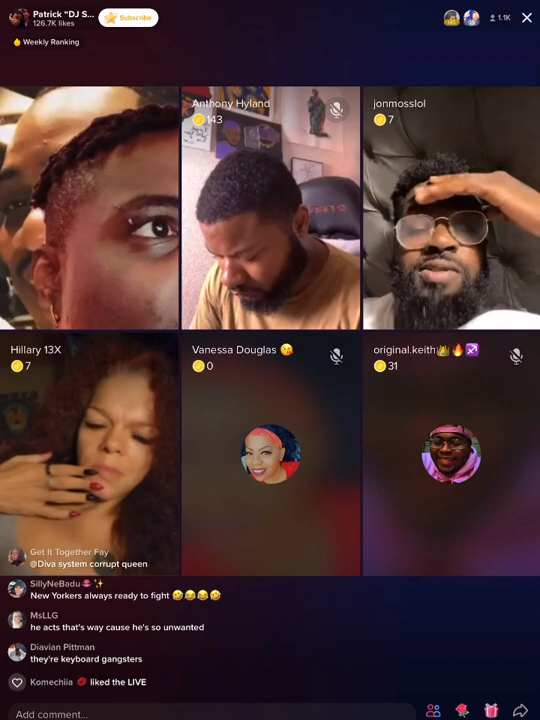 Patrick "DJ S...
126.7K likes
Subscribe
1.1K
Weekly Ranking
Anthony Hyland
143
jonmosslol
7
Hillary 13X
7
Vanessa Douglas 😘
0
original.keith👑🔥♐
31
Get It Together Fay
@Diva system corrupt queen
SillyNeBadu 💋✨
New Yorkers always ready to fight 🤣😂😂🤣
MsLLG
he acts that's way cause he's so unwanted
Diavian Pittman
they're keyboard gangsters
Komechiia 💋 liked the LIVE
Add comment...